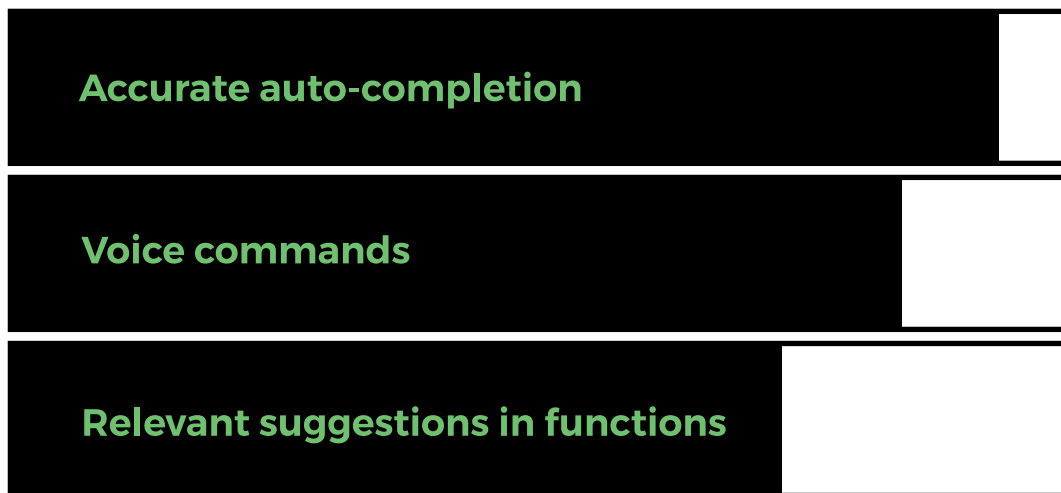 Accurate auto-completion
Voice commands
Relevant suggestions in functions